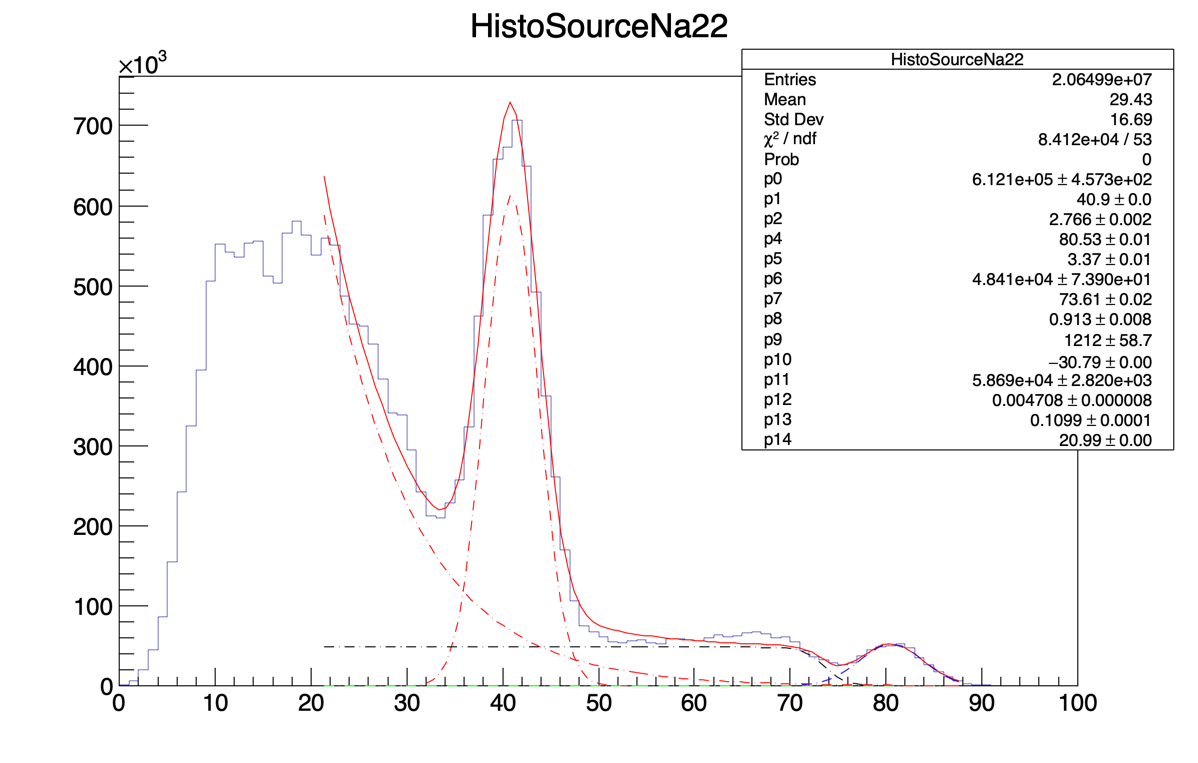 HistoSourceNa22
×10³
HistoSourceNa22
Entries 2.06499e+07
Mean 29.43
Std Dev 16.69
χ² / ndf 8.412e+04 / 53
Prob 0
p0 6.121e+05 ± 4.573e+02
p1 40.9 ± 0.0
p2 2.766 ± 0.002
p4 80.53 ± 0.01
p5 3.37 ± 0.01
p6 4.841e+04 ± 7.390e+01
p7 73.61 ± 0.02
p8 0.913 ± 0.008
p9 1212 ± 58.7
p10 −30.79 ± 0.00
p11 5.869e+04 ± 2.820e+03
p12 0.004708 ± 0.000008
p13 0.1099 ± 0.0001
p14 20.99 ± 0.00
700
600
500
400
300
200
100
0
0 10 20 30 40 50 60 70 80 90 100